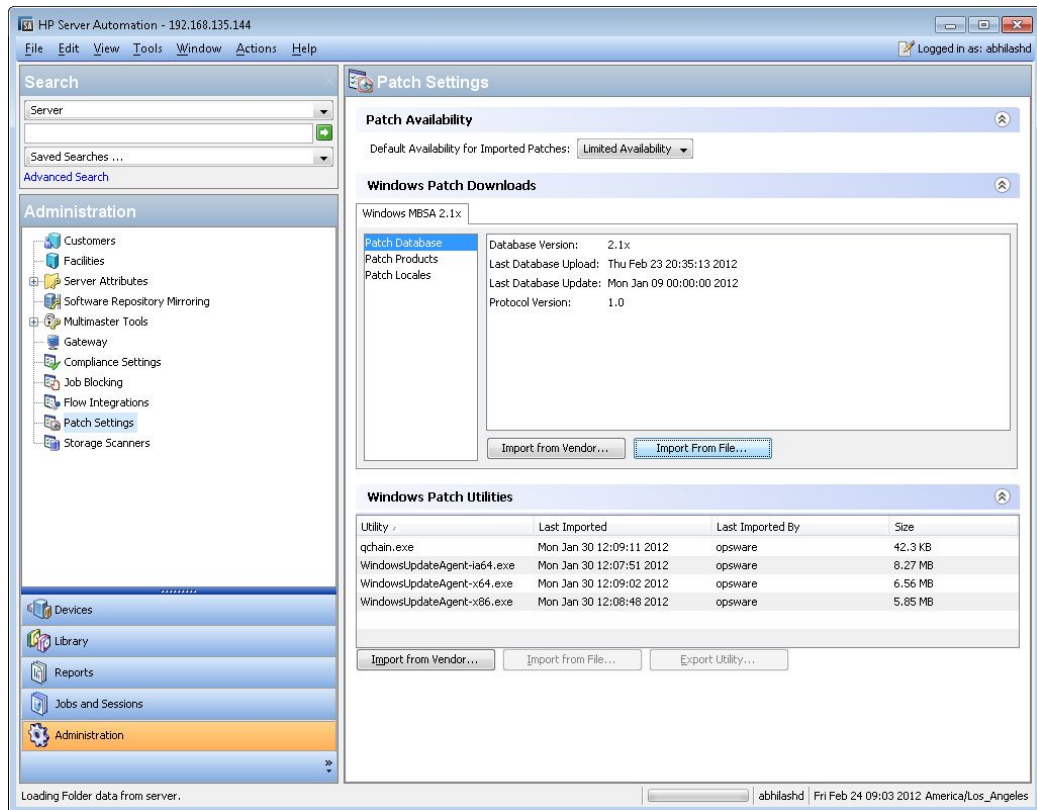 HP Server Automation - 192.168.135.144
File Edit View Tools Window Actions Help
Logged in as: abhilashd
Search
Server
Saved Searches ...
Advanced Search
Administration
Customers
Facilities
Server Attributes
Software Repository Mirroring
Multimaster Tools
Gateway
Compliance Settings
Job Blocking
Flow Integrations
Patch Settings
Storage Scanners
Devices
Library
Reports
Jobs and Sessions
Administration
Patch Settings
Patch Availability
Default Availability for Imported Patches: Limited Availability
Windows Patch Downloads
Windows MBSA 2.1x
Patch Database
Patch Products
Patch Locales
Database Version: 2.1x
Last Database Upload: Thu Feb 23 20:35:13 2012
Last Database Update: Mon Jan 09 00:00:00 2012
Protocol Version: 1.0
Import from Vendor... Import From File...
Windows Patch Utilities
Utility Last Imported Last Imported By Size
qchain.exe Mon Jan 30 12:09:11 2012 opsware 42.3 KB
WindowsUpdateAgent-ia64.exe Mon Jan 30 12:07:51 2012 opsware 8.27 MB
WindowsUpdateAgent-x64.exe Mon Jan 30 12:09:02 2012 opsware 6.56 MB
WindowsUpdateAgent-x86.exe Mon Jan 30 12:08:48 2012 opsware 5.85 MB
Import from Vendor... Import from File... Export Utility...
Loading Folder data from server.
abhilashd Fri Feb 24 09:03 2012 America/Los_Angeles